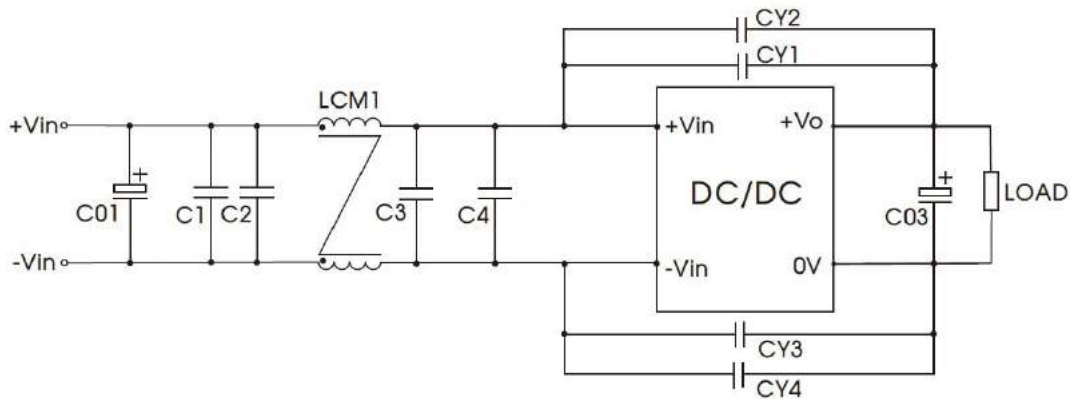 CY2
CY1
LCM1
+Vin
+Vin
+Vo
+
C01
C1
C2
C3
C4
DC/DC
+
C03
LOAD
-Vin
-Vin
0V
CY3
CY4